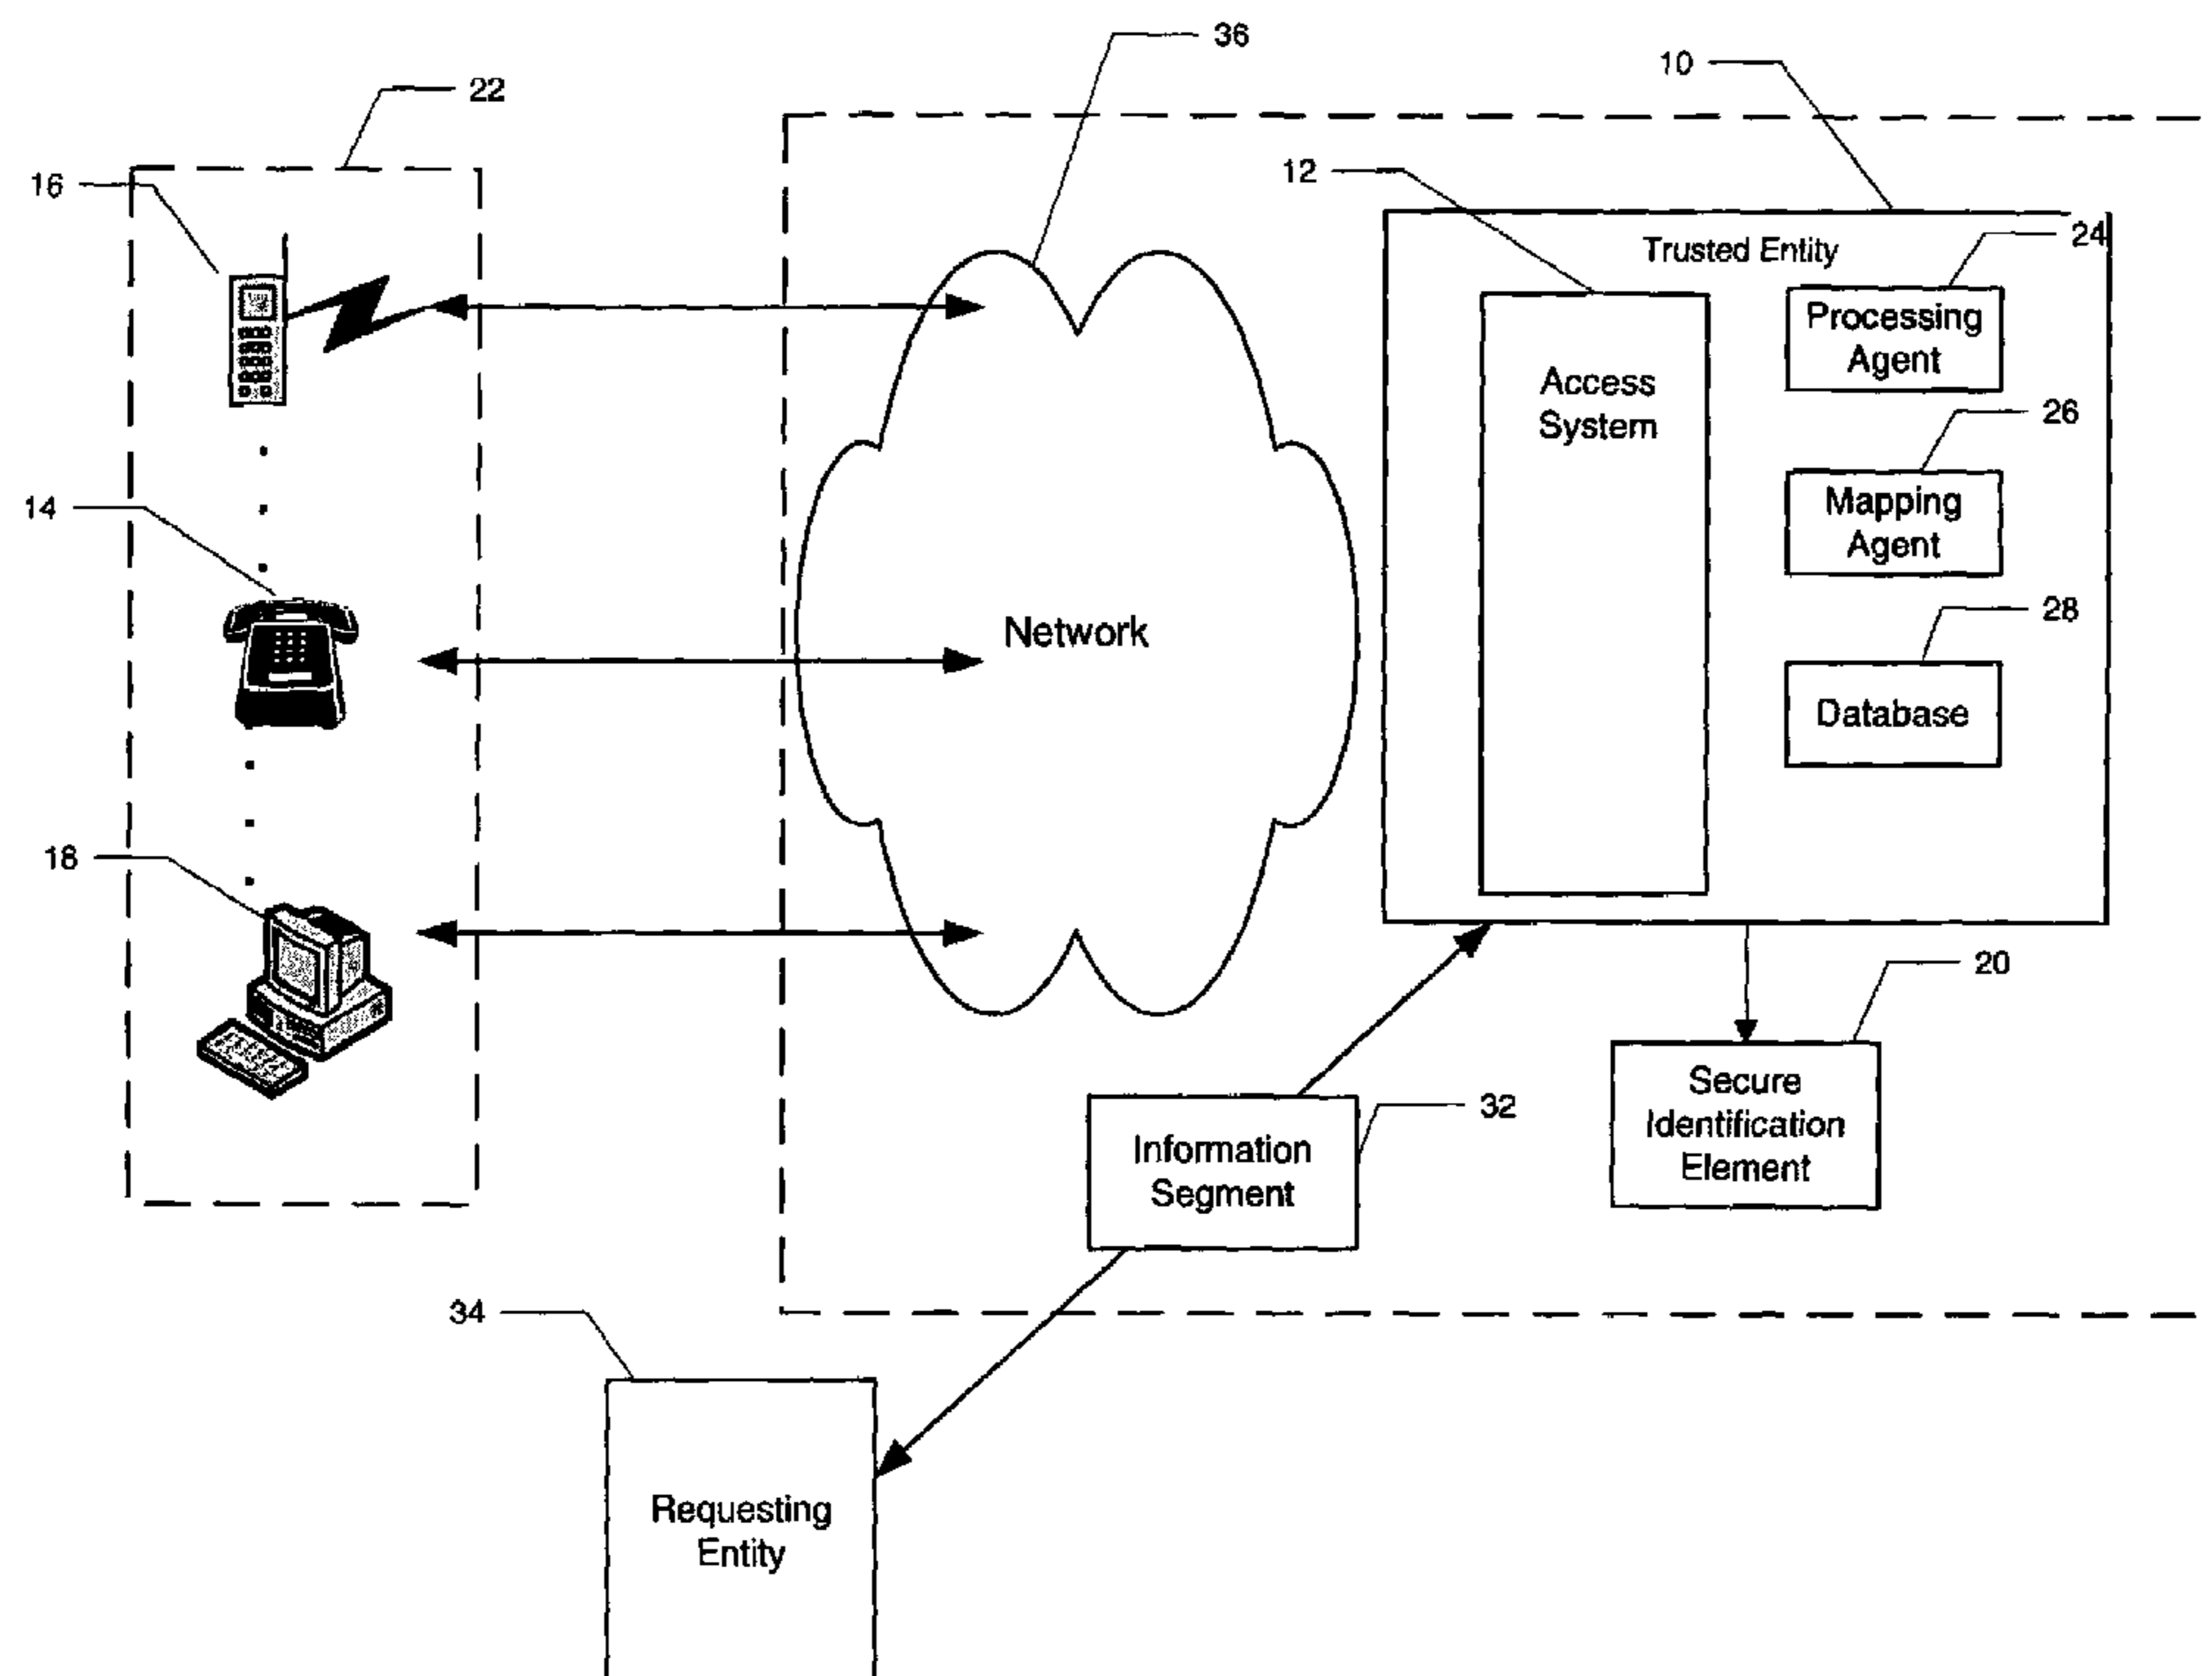 36
10
22
12
16
24
Trusted Entity
Processing
Agent
Access
System
26
Mapping
Agent
14
28
Network
Database
18
20
Secure
Identification
Element
32
Information
Segment
34
Requesting
Entity